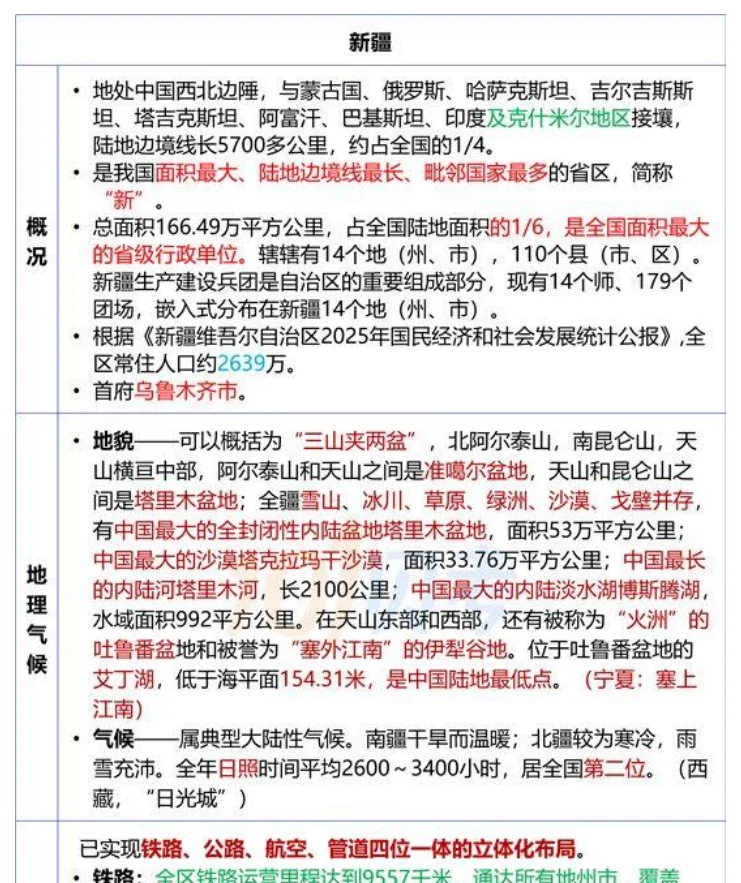 新疆
概况
• 地处中国西北边陲，与蒙古国、俄罗斯、哈萨克斯坦、吉尔吉斯斯
坦、塔吉克斯坦、阿富汗、巴基斯坦、印度及克什米尔地区接壤，
陆地边境线长5700多公里，约占全国的1/4。
• 是我国面积最大、陆地边境线最长、毗邻国家最多的省区，简称
“新”。
• 总面积166.49万平方公里，占全国陆地面积的1/6，是全国面积最大
的省级行政单位。辖辖有14个地（州、市），110个县（市、区）。
新疆生产建设兵团是自治区的重要组成部分，现有14个师、179个
团场，嵌入式分布在新疆14个地（州、市）。
• 根据《新疆维吾尔自治区2025年国民经济和社会发展统计公报》,全
区常住人口约2639万。
• 首府乌鲁木齐市。
地理气候
• 地貌——可以概括为“三山夹两盆”，北阿尔泰山，南昆仑山，天
山横亘中部，阿尔泰山和天山之间是准噶尔盆地，天山和昆仑山之
间是塔里木盆地；全疆雪山、冰川、草原、绿洲、沙漠、戈壁并存，
有中国最大的全封闭性内陆盆地塔里木盆地，面积53万平方公里；
中国最大的沙漠塔克拉玛干沙漠，面积33.76万平方公里；中国最长
的内陆河塔里木河，长2100公里；中国最大的内陆淡水湖博斯腾湖，
水域面积992平方公里。在天山东部和西部，还有被称为“火洲”的
吐鲁番盆地和被誉为“塞外江南”的伊犁谷地。位于吐鲁番盆地的
艾丁湖，低于海平面154.31米，是中国陆地最低点。（宁夏：塞上
江南）
• 气候——属典型大陆性气候。南疆干旱而温暖；北疆较为寒冷，雨
雪充沛。全年日照时间平均2600～3400小时，居全国第二位。（西
藏，“日光城”）
已实现铁路、公路、航空、管道四位一体的立体化布局。
• 铁路：全区铁路运营里程达到9557千米，通达所有地州市，覆盖